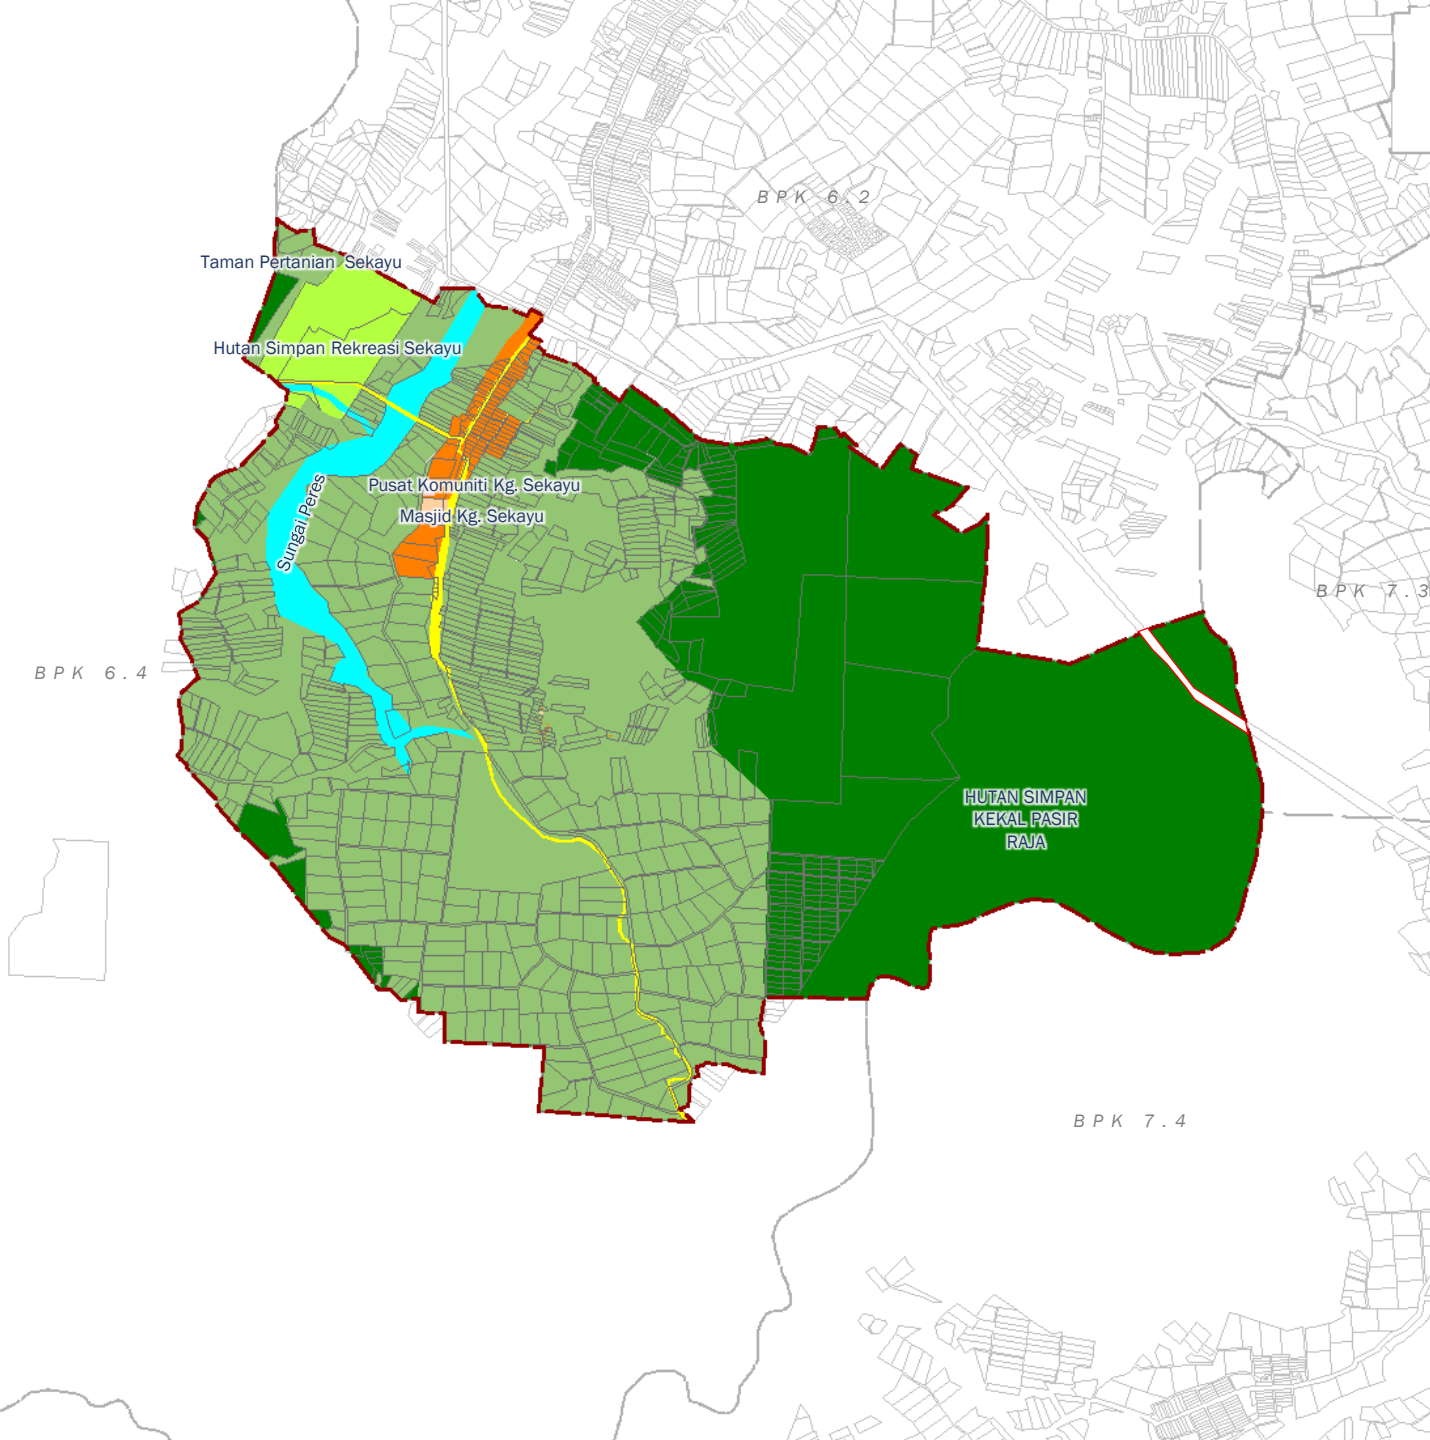 BPK 6.2
Taman Pertanian Sekayu
Hutan Simpan Rekreasi Sekayu
Pusat Komuniti Kg. Sekayu
Masjid Kg. Sekayu
Sungai Peres
BPK 7.3
BPK 6.4
HUTAN SIMPAN
KEKAL PASIR
RAJA
BPK 7.4